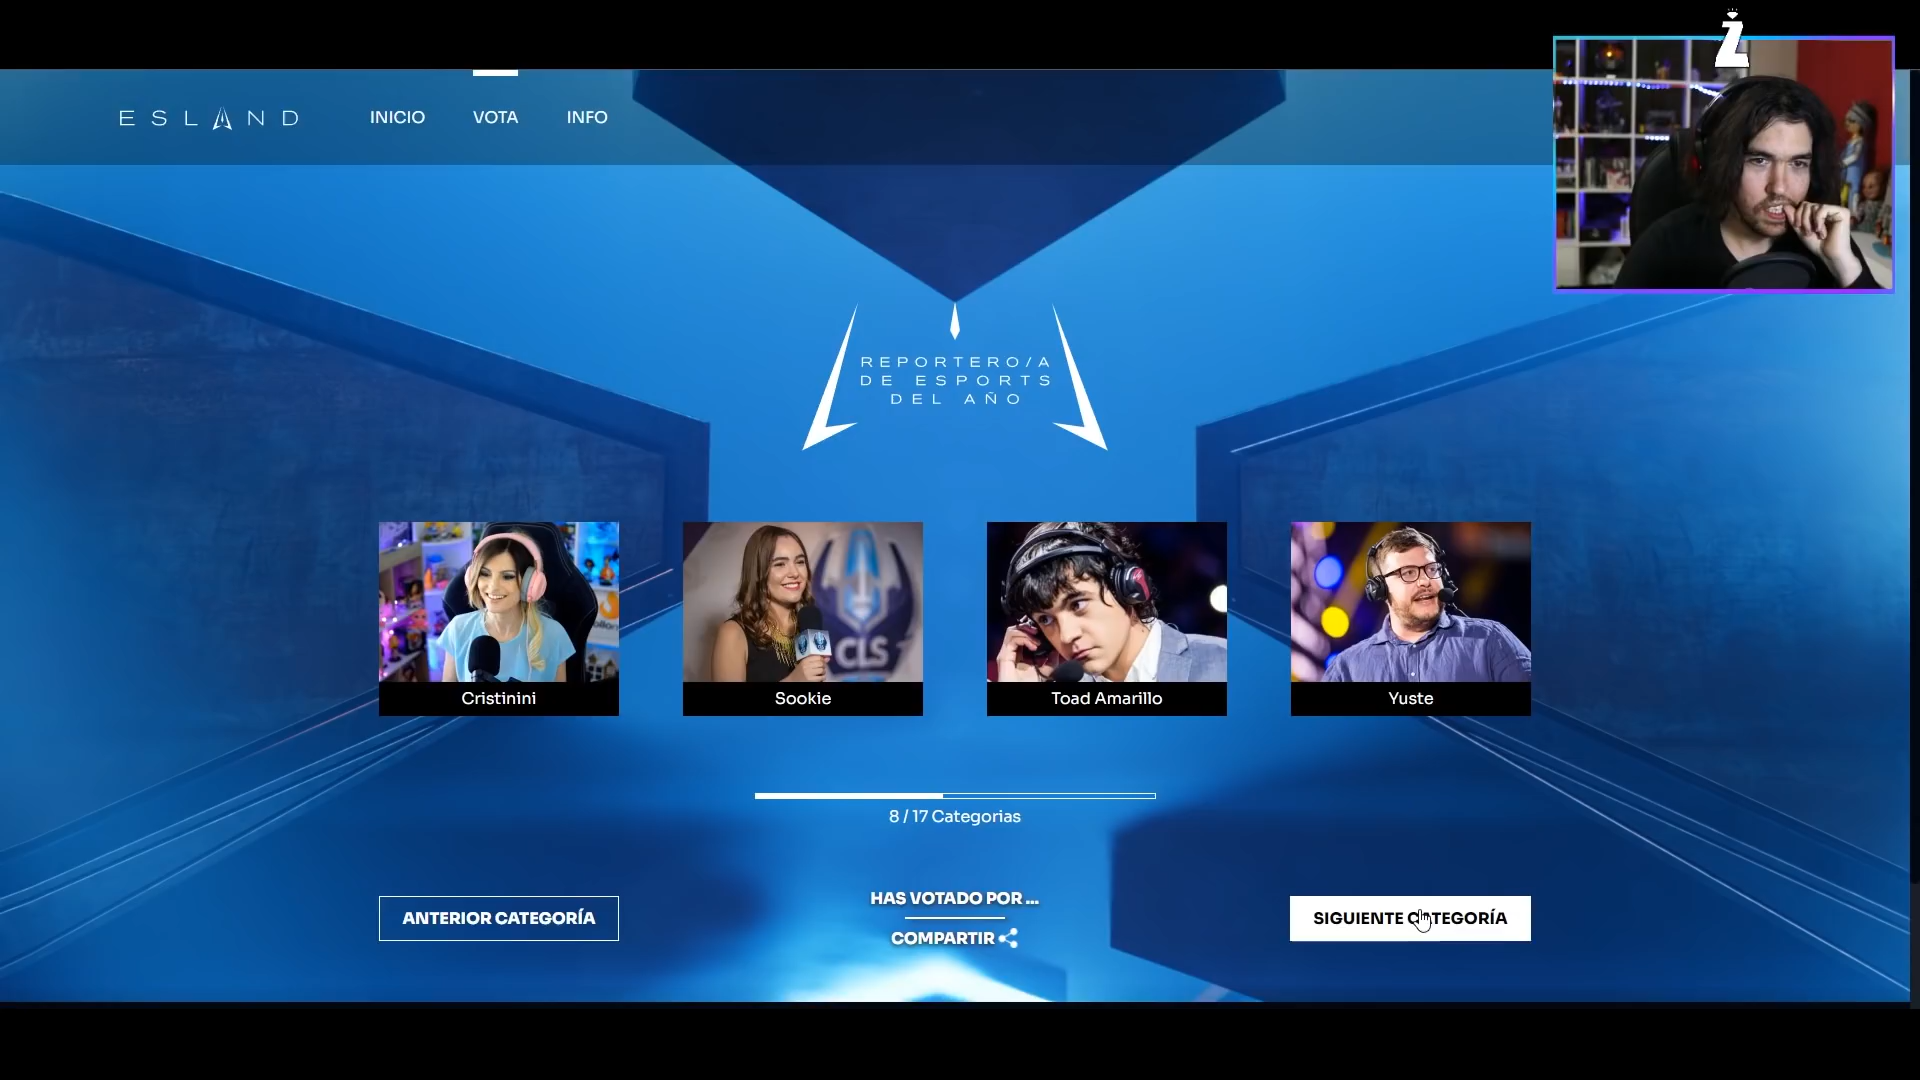 ESLAND
INICIO
VOTA
INFO
Ż
REPORTERO/A
DE ESPORTS
DEL AÑO
CLS
Cristinini
Sookie
Toad Amarillo
Yuste
8 / 17 Categorias
ANTERIOR CATEGORÍA
HAS VOTADO POR ...
COMPARTIR
SIGUIENTE CATEGORÍA